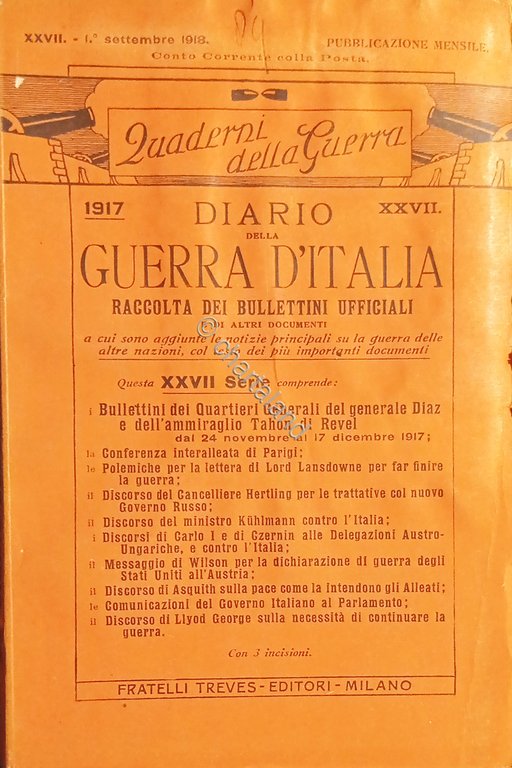 XXVII. - 1.° settembre 1918.
PUBBLICAZIONE MENSILE.
Conto Corrente colla Posta.
Quaderni
della Guerra
1917 DIARIO XXVII.
DELLA
GUERRA D'ITALIA
RACCOLTA DEI BULLETTINI UFFICIALI
E DI ALTRI DOCUMENTI
a cui sono aggiunte le notizie principali su la guerra delle
altre nazioni, col testo dei più importanti documenti
Questa XXVII Serie comprende:
i Bullettini dei Quartieri Generali del generale Diaz
e dell'ammiraglio Tahon di Revel
dal 24 novembre al 17 dicembre 1917;
la Conferenza interalleata di Parigi;
le Polemiche per la lettera di Lord Lansdowne per far finire
la guerra;
il Discorso del Cancelliere Hertling per le trattative col nuovo
Governo Russo;
il Discorso del ministro Kühlmann contro l'Italia;
i Discorsi di Carlo I e di Czernin alle Delegazioni Austro-
Ungariche, e contro l'Italia;
il Messaggio di Wilson per la dichiarazione di guerra degli
Stati Uniti all'Austria;
il Discorso di Asquith sulla pace come la intendono gli Alleati;
le Comunicazioni del Governo Italiano al Parlamento;
il Discorso di Llyod George sulla necessità di continuare la
guerra.
Con 3 incisioni.
FRATELLI TREVES-EDITORI-MILANO
© chartaland